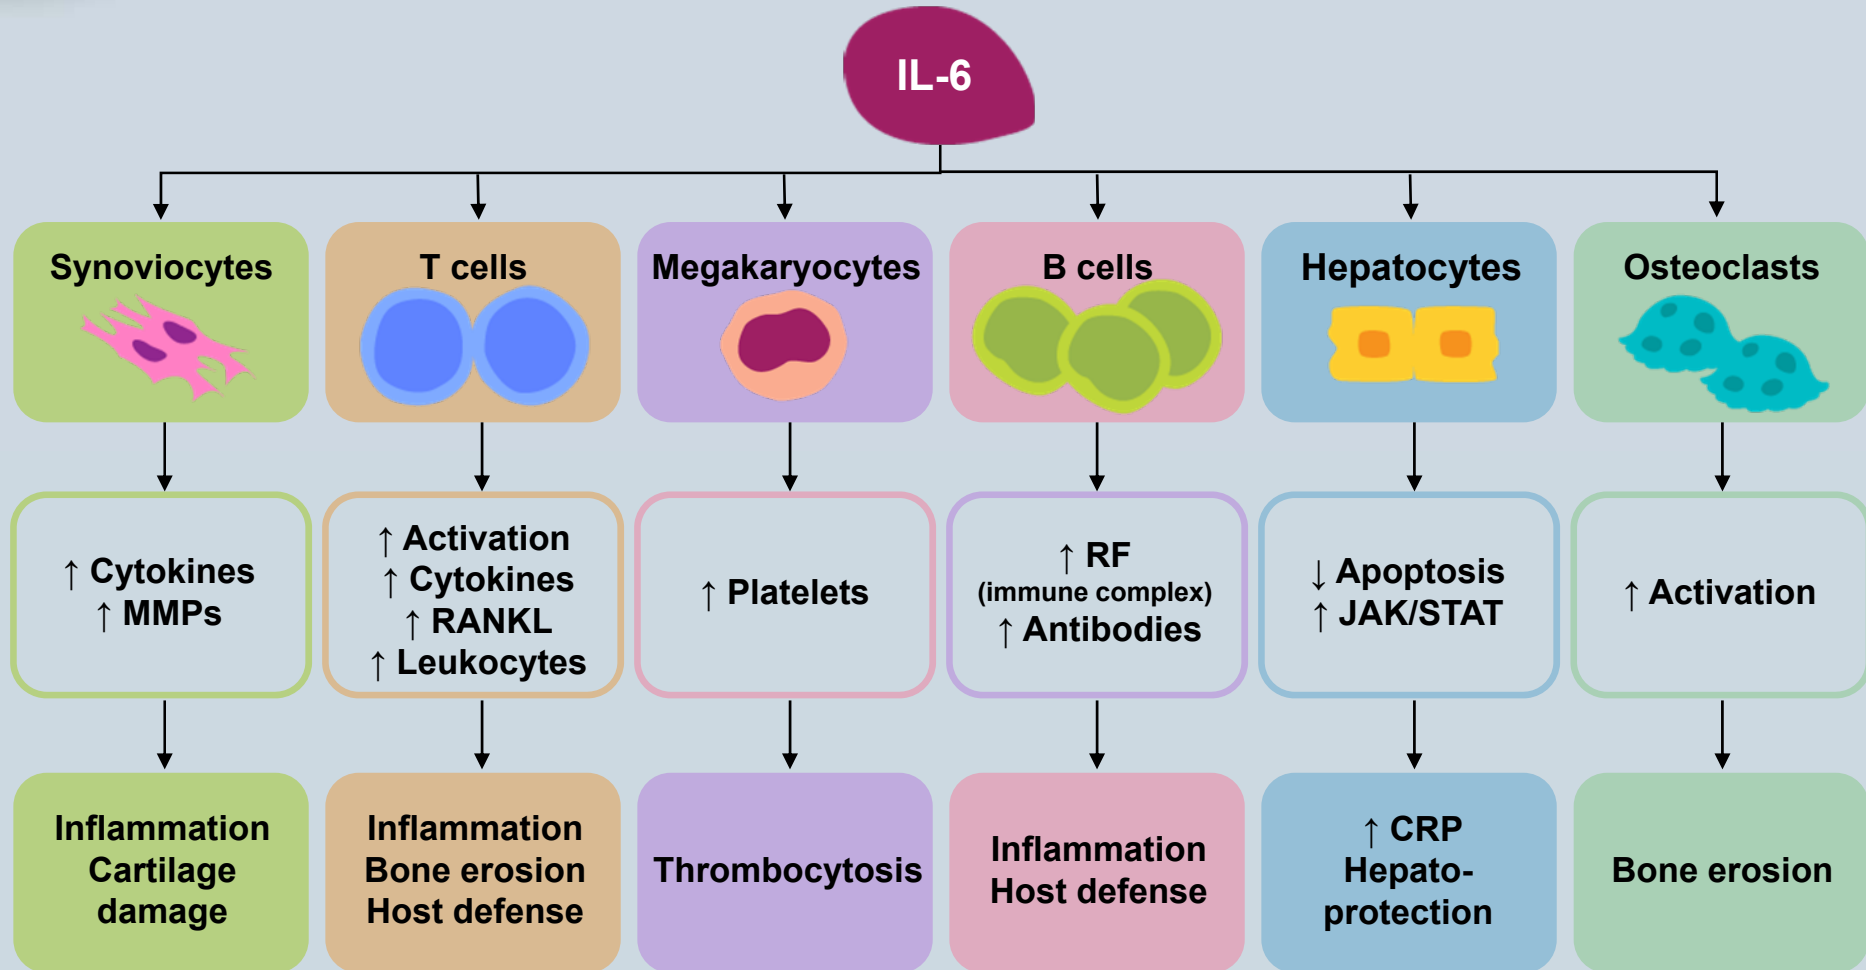 IL-6
Synoviocytes
T cells
Megakaryocytes
B cells
Hepatocytes
Osteoclasts
↑ Cytokines
↑ MMPs
↑ Activation
↑ Cytokines
↑ RANKL
↑ Leukocytes
↑ Platelets
↑ RF
(immune complex)
↑ Antibodies
↓ Apoptosis
↑ JAK/STAT
↑ Activation
Inflammation
Cartilage
damage
Inflammation
Bone erosion
Host defense
Thrombocytosis
Inflammation
Host defense
↑ CRP
Hepato-
protection
Bone erosion